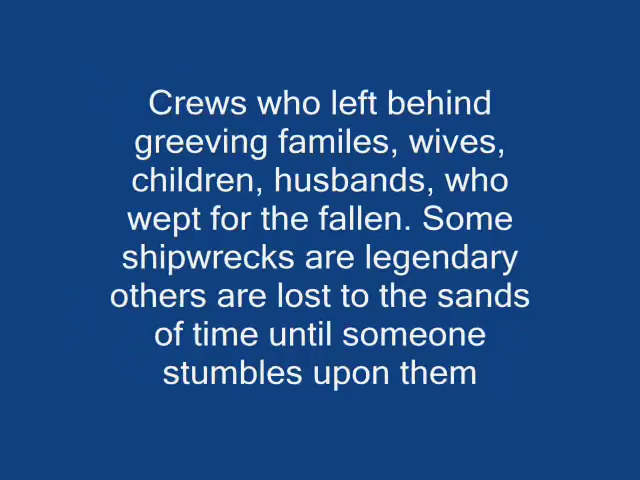 Crews who left behind
greeving familes, wives,
children, husbands, who
wept for the fallen. Some
shipwrecks are legendary
others are lost to the sands
of time until someone
stumbles upon them